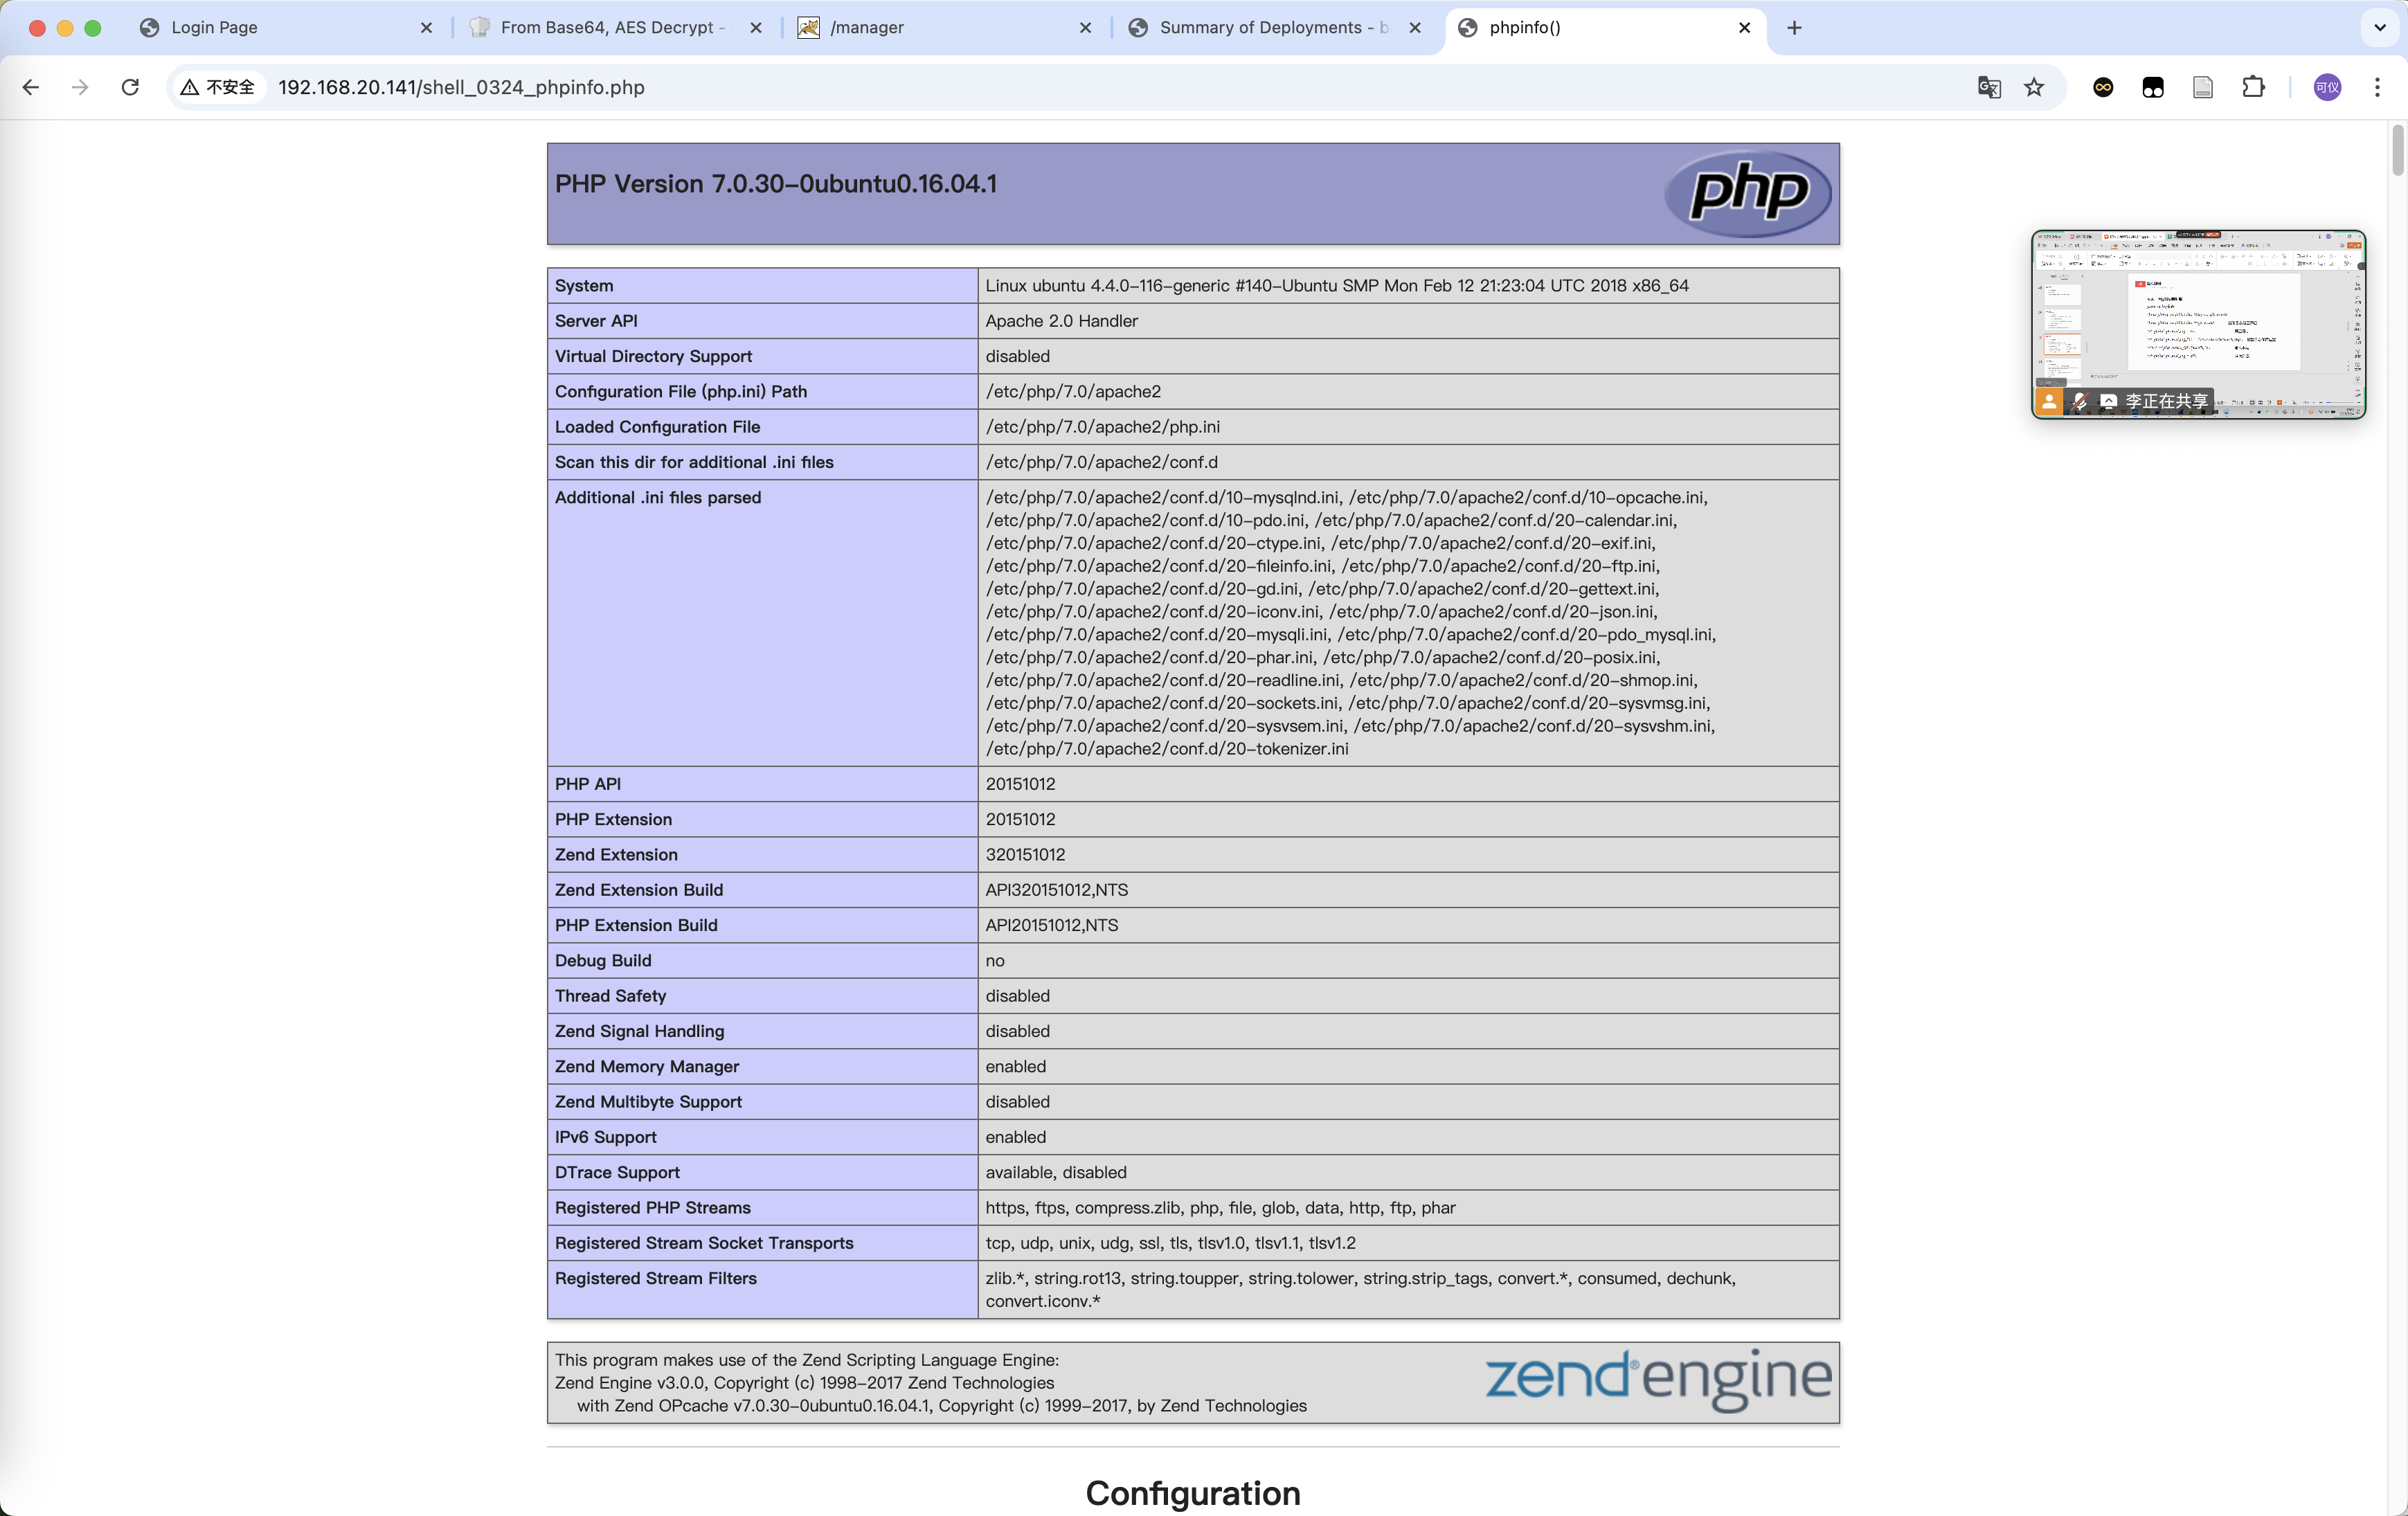 Login Page
From Base64, AES Decrypt -
/manager
Summary of Deployments - b
phpinfo()
不安全
192.168.20.141/shell_0324_phpinfo.php
可仪
PHP Version 7.0.30-0ubuntu0.16.04.1
php
System Linux ubuntu 4.4.0-116-generic #140-Ubuntu SMP Mon Feb 12 21:23:04 UTC 2018 x86_64
Server API Apache 2.0 Handler
Virtual Directory Support disabled
Configuration File (php.ini) Path /etc/php/7.0/apache2
Loaded Configuration File /etc/php/7.0/apache2/php.ini
Scan this dir for additional .ini files /etc/php/7.0/apache2/conf.d
Additional .ini files parsed /etc/php/7.0/apache2/conf.d/10-mysqlnd.ini, /etc/php/7.0/apache2/conf.d/10-opcache.ini,
/etc/php/7.0/apache2/conf.d/10-pdo.ini, /etc/php/7.0/apache2/conf.d/20-calendar.ini,
/etc/php/7.0/apache2/conf.d/20-ctype.ini, /etc/php/7.0/apache2/conf.d/20-exif.ini,
/etc/php/7.0/apache2/conf.d/20-fileinfo.ini, /etc/php/7.0/apache2/conf.d/20-ftp.ini,
/etc/php/7.0/apache2/conf.d/20-gd.ini, /etc/php/7.0/apache2/conf.d/20-gettext.ini,
/etc/php/7.0/apache2/conf.d/20-iconv.ini, /etc/php/7.0/apache2/conf.d/20-json.ini,
/etc/php/7.0/apache2/conf.d/20-mysqli.ini, /etc/php/7.0/apache2/conf.d/20-pdo_mysql.ini,
/etc/php/7.0/apache2/conf.d/20-phar.ini, /etc/php/7.0/apache2/conf.d/20-posix.ini,
/etc/php/7.0/apache2/conf.d/20-readline.ini, /etc/php/7.0/apache2/conf.d/20-shmop.ini,
/etc/php/7.0/apache2/conf.d/20-sockets.ini, /etc/php/7.0/apache2/conf.d/20-sysvmsg.ini,
/etc/php/7.0/apache2/conf.d/20-sysvsem.ini, /etc/php/7.0/apache2/conf.d/20-sysvshm.ini,
/etc/php/7.0/apache2/conf.d/20-tokenizer.ini
PHP API 20151012
PHP Extension 20151012
Zend Extension 320151012
Zend Extension Build API320151012,NTS
PHP Extension Build API20151012,NTS
Debug Build no
Thread Safety disabled
Zend Signal Handling disabled
Zend Memory Manager enabled
Zend Multibyte Support disabled
IPv6 Support enabled
DTrace Support available, disabled
Registered PHP Streams https, ftps, compress.zlib, php, file, glob, data, http, ftp, phar
Registered Stream Socket Transports tcp, udp, unix, udg, ssl, tls, tlsv1.0, tlsv1.1, tlsv1.2
Registered Stream Filters zlib.*, string.rot13, string.toupper, string.tolower, string.strip_tags, convert.*, consumed, dechunk,
convert.iconv.*
This program makes use of the Zend Scripting Language Engine:
Zend Engine v3.0.0, Copyright (c) 1998-2017 Zend Technologies
with Zend OPcache v7.0.30-0ubuntu0.16.04.1, Copyright (c) 1999-2017, by Zend Technologies
zend® engine
Configuration
李正在共享